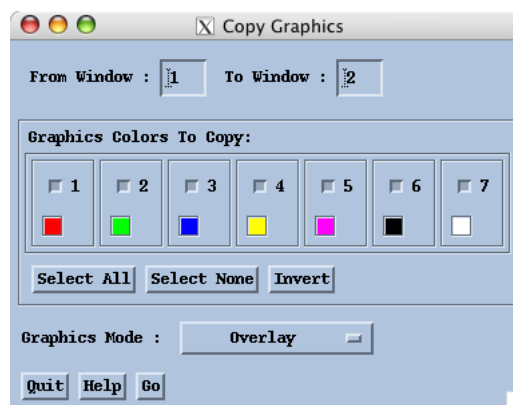 X Copy Graphics
From Window : 1 To Window : 2
Graphics Colors To Copy:
1 2 3 4 5 6 7
Select All Select None Invert
Graphics Mode : Overlay
Quit Help Go